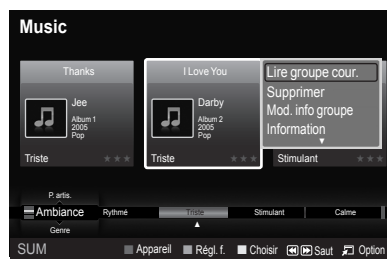 Music
Thanks
I Love You
Jee
Album 1
2005
Pop
Triste
Darby
Album 2
2005
Pop
Triste
Lire groupe cour.
Supprimer
Mod. info groupe
Information
Stimulant
P. artis.
Ambiance Rythmé Triste Stimulant Calme
Genre
SUM Appareil Régl. f. Choisir Saut Option